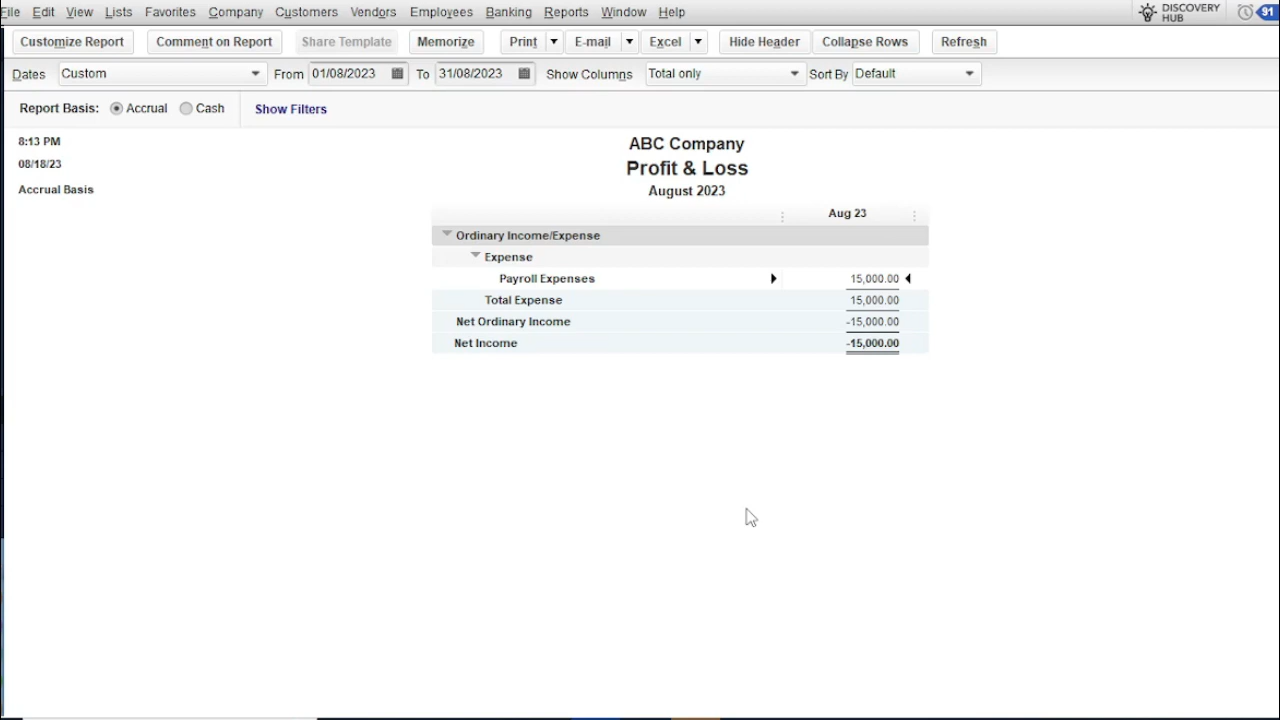 File Edit View Lists Favorites Company Customers Vendors Employees Banking Reports Window Help DISCOVERY HUB 91
Customize Report Comment on Report Share Template Memorize Print E-mail Excel Hide Header Collapse Rows Refresh
Dates Custom From 01/08/2023 To 31/08/2023 Show Columns Total only Sort By Default
Report Basis: Accrual Cash Show Filters
8:13 PM
08/18/23
Accrual Basis
ABC Company
Profit & Loss
August 2023
Aug 23
Ordinary Income/Expense
Expense
Payroll Expenses 15,000.00
Total Expense 15,000.00
Net Ordinary Income -15,000.00
Net Income -15,000.00